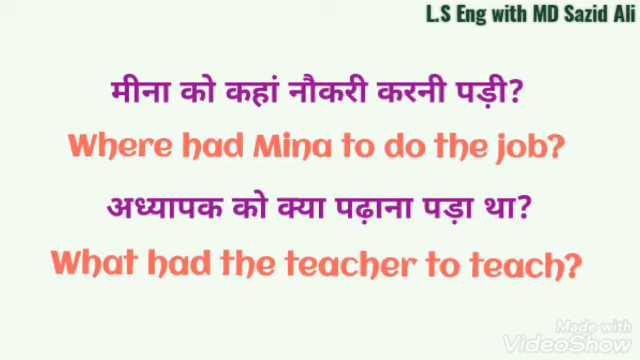 L.S Eng with MD Sazid Ali
मीना को कहां नौकरी करनी पड़ी?
Where had Mina to do the job?
अध्यापक को क्या पढ़ाना पड़ा था?
What had the teacher to teach?
Made with
VideoShow